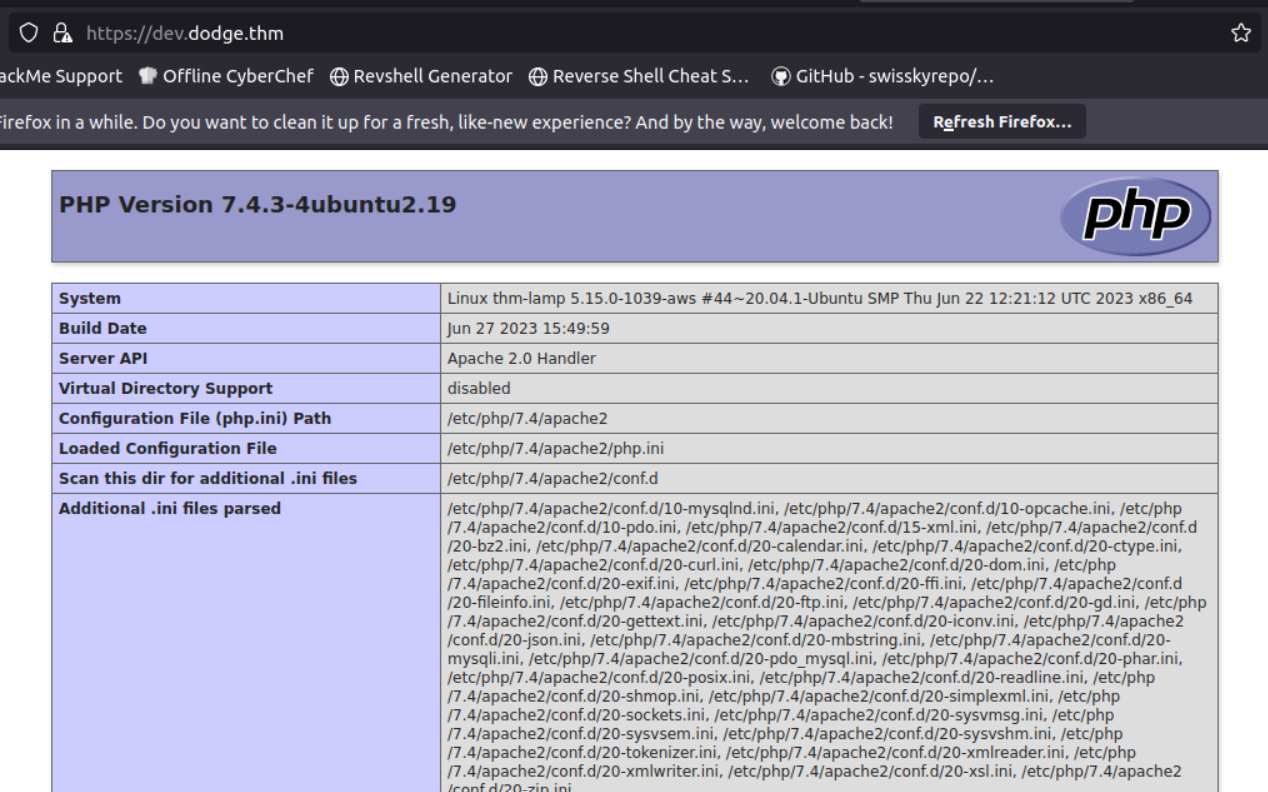 https://dev.dodge.thm
ackMe Support Offline CyberChef Revshell Generator Reverse Shell Cheat S... GitHub - swisskyrepo/...
Firefox in a while. Do you want to clean it up for a fresh, like-new experience? And by the way, welcome back! Refresh Firefox...
PHP Version 7.4.3-4ubuntu2.19
php
System Linux thm-lamp 5.15.0-1039-aws #44~20.04.1-Ubuntu SMP Thu Jun 22 12:21:12 UTC 2023 x86_64
Build Date Jun 27 2023 15:49:59
Server API Apache 2.0 Handler
Virtual Directory Support disabled
Configuration File (php.ini) Path /etc/php/7.4/apache2
Loaded Configuration File /etc/php/7.4/apache2/php.ini
Scan this dir for additional .ini files /etc/php/7.4/apache2/conf.d
Additional .ini files parsed /etc/php/7.4/apache2/conf.d/10-mysqlnd.ini, /etc/php/7.4/apache2/conf.d/10-opcache.ini, /etc/php
/7.4/apache2/conf.d/10-pdo.ini, /etc/php/7.4/apache2/conf.d/15-xml.ini, /etc/php/7.4/apache2/conf.d
/20-bz2.ini, /etc/php/7.4/apache2/conf.d/20-calendar.ini, /etc/php/7.4/apache2/conf.d/20-ctype.ini,
/etc/php/7.4/apache2/conf.d/20-curl.ini, /etc/php/7.4/apache2/conf.d/20-dom.ini, /etc/php
/7.4/apache2/conf.d/20-exif.ini, /etc/php/7.4/apache2/conf.d/20-ffi.ini, /etc/php/7.4/apache2/conf.d
/20-fileinfo.ini, /etc/php/7.4/apache2/conf.d/20-ftp.ini, /etc/php/7.4/apache2/conf.d/20-gd.ini, /etc/php
/7.4/apache2/conf.d/20-gettext.ini, /etc/php/7.4/apache2/conf.d/20-iconv.ini, /etc/php/7.4/apache2
/conf.d/20-json.ini, /etc/php/7.4/apache2/conf.d/20-mbstring.ini, /etc/php/7.4/apache2/conf.d/20-
mysqli.ini, /etc/php/7.4/apache2/conf.d/20-pdo_mysql.ini, /etc/php/7.4/apache2/conf.d/20-phar.ini,
/etc/php/7.4/apache2/conf.d/20-posix.ini, /etc/php/7.4/apache2/conf.d/20-readline.ini, /etc/php
/7.4/apache2/conf.d/20-shmop.ini, /etc/php/7.4/apache2/conf.d/20-simplexml.ini, /etc/php
/7.4/apache2/conf.d/20-sockets.ini, /etc/php/7.4/apache2/conf.d/20-sysvmsg.ini, /etc/php
/7.4/apache2/conf.d/20-sysvsem.ini, /etc/php/7.4/apache2/conf.d/20-sysvshm.ini, /etc/php
/7.4/apache2/conf.d/20-tokenizer.ini, /etc/php/7.4/apache2/conf.d/20-xmlreader.ini, /etc/php
/7.4/apache2/conf.d/20-xmlwriter.ini, /etc/php/7.4/apache2/conf.d/20-xsl.ini, /etc/php/7.4/apache2
/conf.d/20-zip.ini